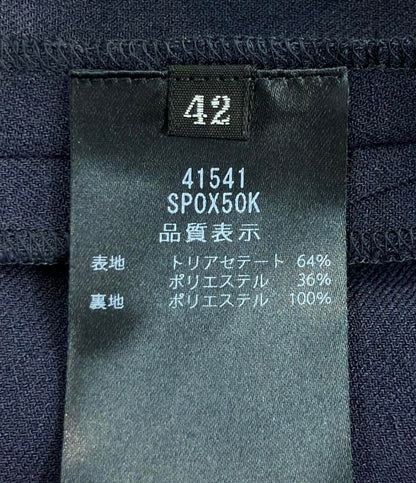 42
41541
SPOX50K
品質表示
表地 トリアセテート 64%
ポリエステル 36%
裏地 ポリエステル 100%